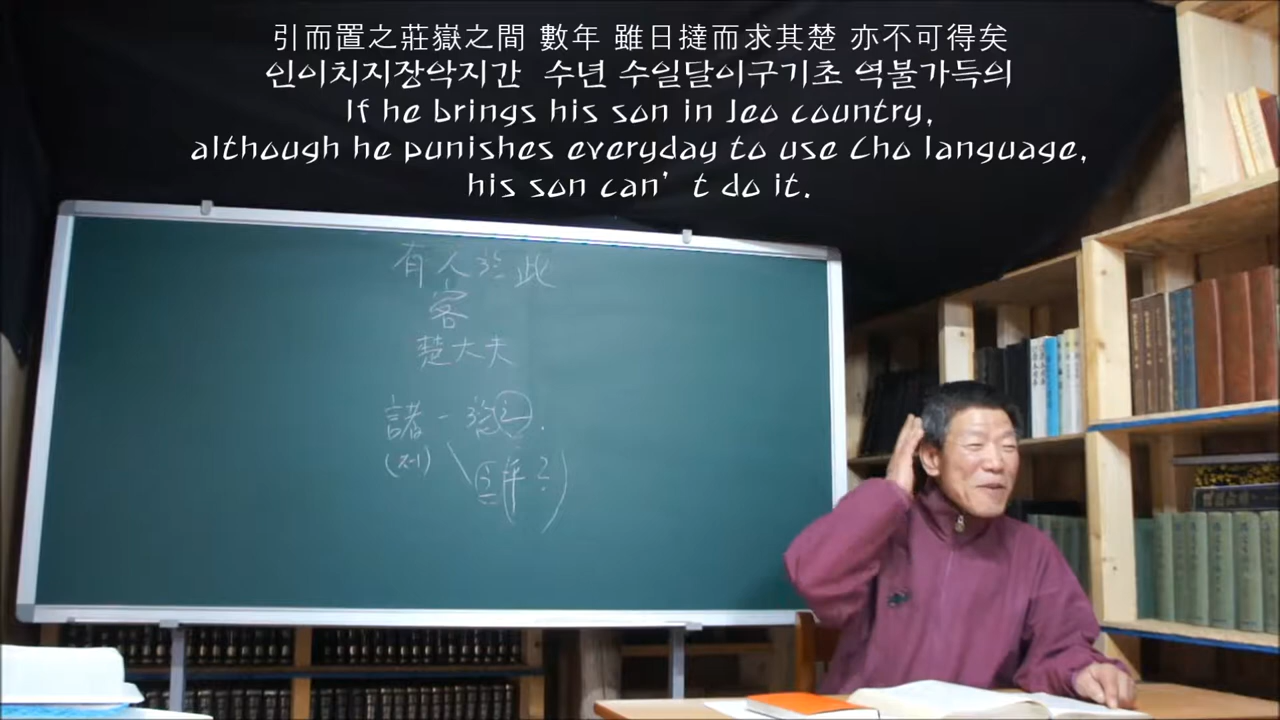 引而置之莊嶽之間 數年 雖日撻而求其楚 亦不可得矣
인이치지장악지간 수년 수일달이구기초 역불가득의
If he brings his son in Jeo country,
although he punishes everyday to use Cho language,
his son can't do it.
有人於此
客
楚大夫
諸 - 於之.
(저)
乎?)